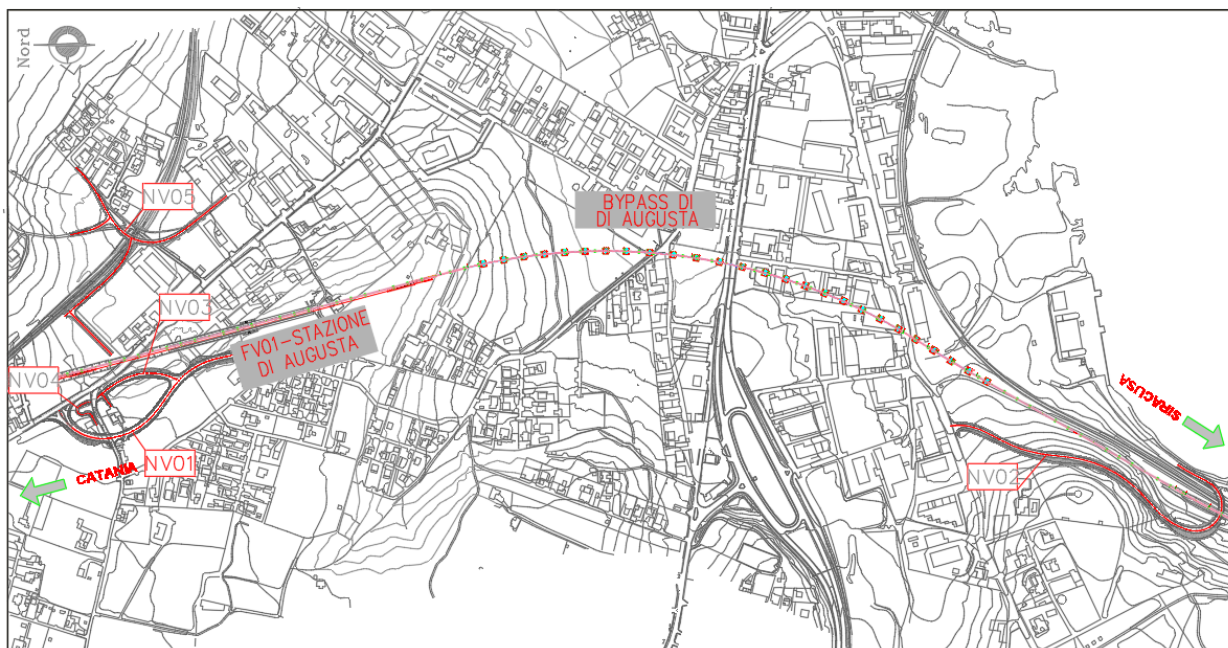 Nord
NV05
BYPASS DI
DI AUGUSTA
NV03
FV01-STAZIONE
DI AUGUSTA
NV04
SIRACUSA
CATANIA
NV01
NV02